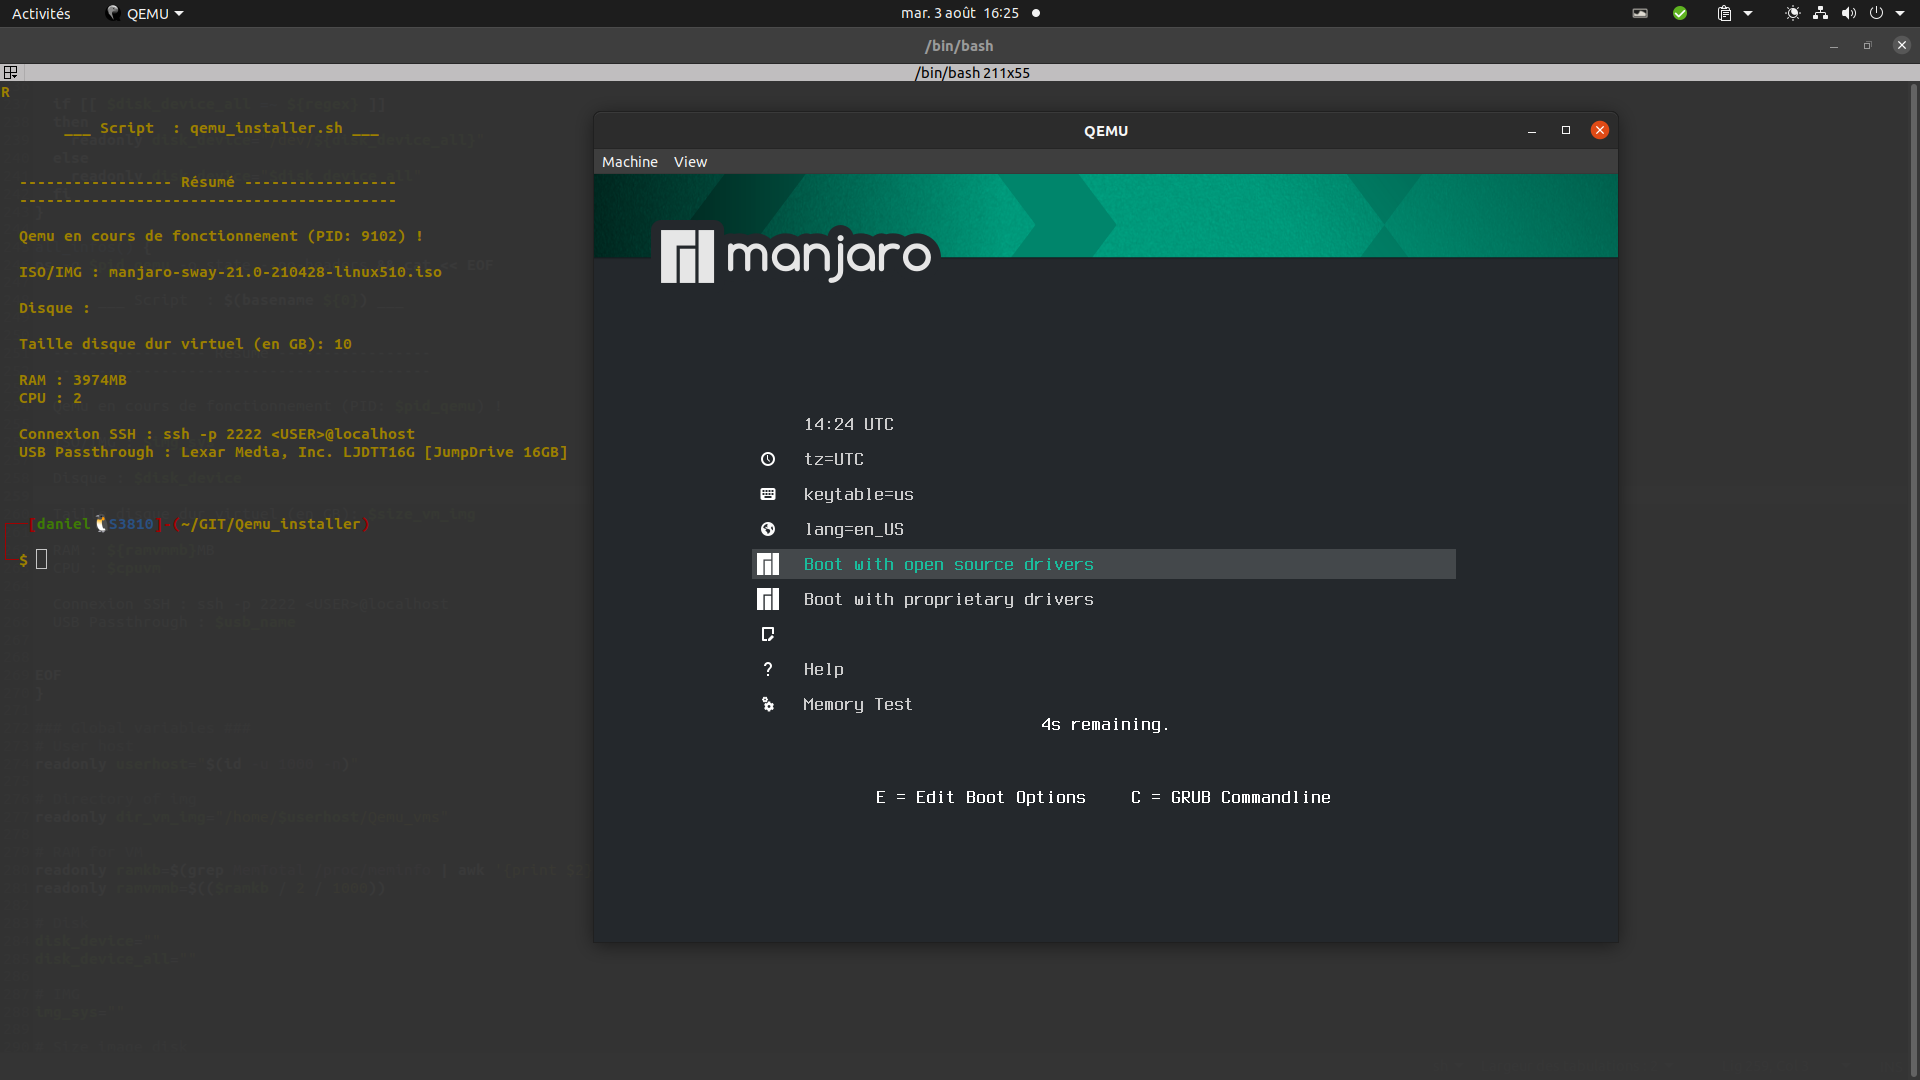 Activités QEMU mar. 3 août 16:25
/bin/bash
/bin/bash 211x55
R
___ Script : qemu_installer.sh ___
----------------- Résumé -----------------
------------------------------------------
Qemu en cours de fonctionnement (PID: 9102) !
ISO/IMG : manjaro-sway-21.0-210428-linux510.iso
<< EOF
Disque :
Taille disque dur virtuel (en GB): 10
RAM : 3974MB
CPU : 2
Connexion SSH : ssh -p 2222 <USER>@localhost
USB Passthrough : Lexar Media, Inc. LJDTT16G [JumpDrive 16GB]
[daniel🐧S3810]-(~/GIT/Qemu_installer)
$
EOF
QEMU
Machine View
manjaro
14:24 UTC
tz=UTC
keytable=us
lang=en_US
Boot with open source drivers
Boot with proprietary drivers
? Help
Memory Test
4s remaining.
E = Edit Boot Options C = GRUB Commandline